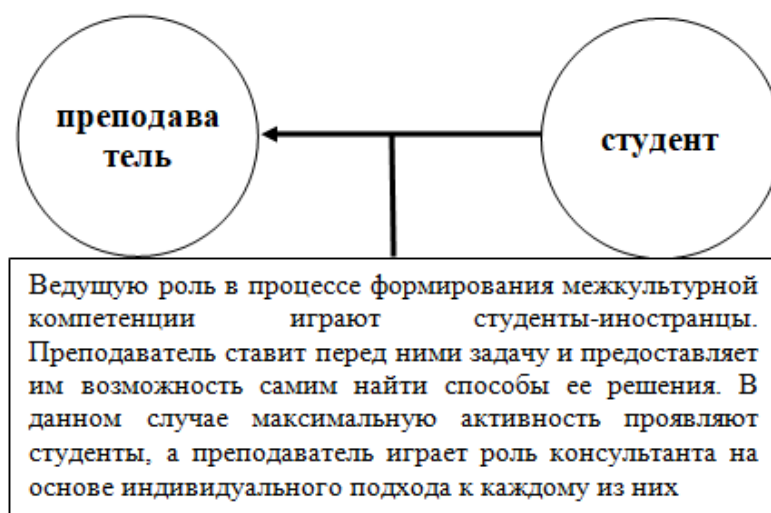 преподава
тель
студент
Ведущую роль в процессе формирования межкультурной
компетенции играют студенты-иностранцы.
Преподаватель ставит перед ними задачу и предоставляет
им возможность самим найти способы ее решения. В
данном случае максимальную активность проявляют
студенты, а преподаватель играет роль консультанта на
основе индивидуального подхода к каждому из них